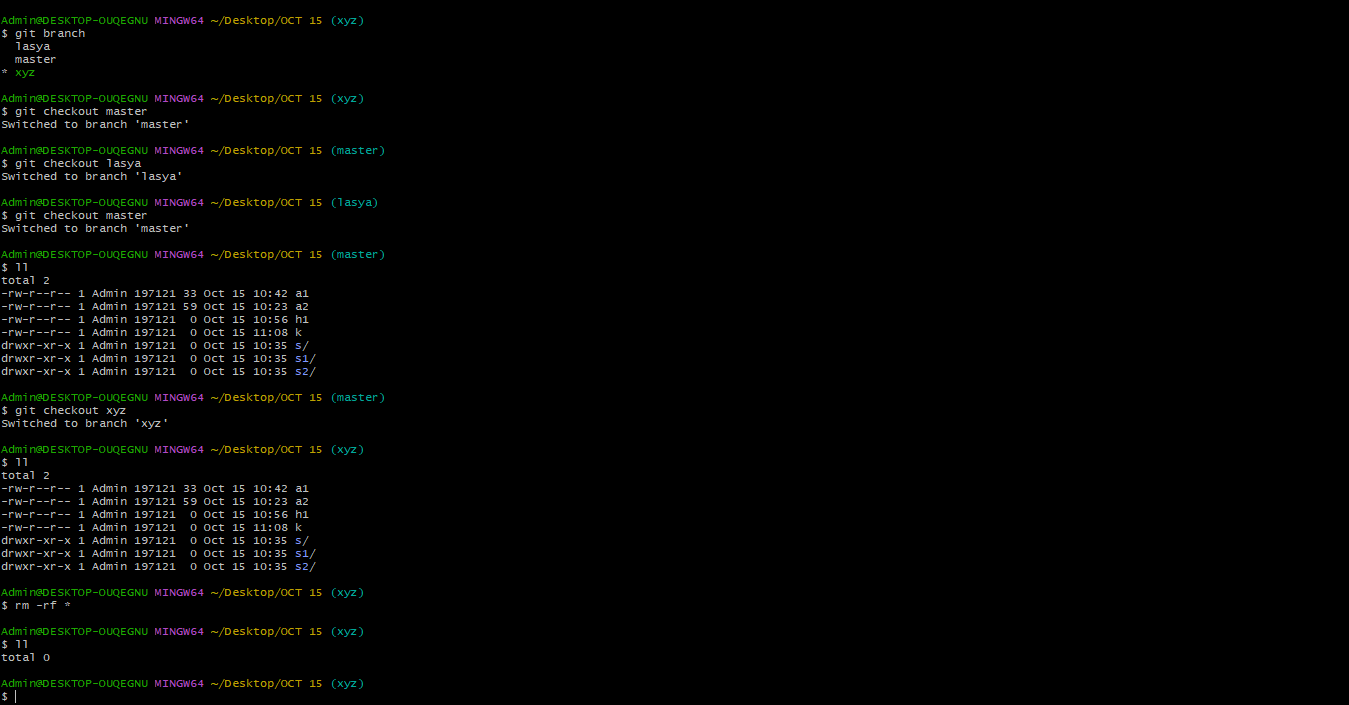 Admin@DESKTOP-OUQEGNU MINGW64 ~/Desktop/OCT 15 (xyz)
$ git branch
  lasya
  master
* xyz
Admin@DESKTOP-OUQEGNU MINGW64 ~/Desktop/OCT 15 (xyz)
$ git checkout master
Switched to branch 'master'
Admin@DESKTOP-OUQEGNU MINGW64 ~/Desktop/OCT 15 (master)
$ git checkout lasya
Switched to branch 'lasya'
Admin@DESKTOP-OUQEGNU MINGW64 ~/Desktop/OCT 15 (lasya)
$ git checkout master
Switched to branch 'master'
Admin@DESKTOP-OUQEGNU MINGW64 ~/Desktop/OCT 15 (master)
$ ll
total 2
-rw-r--r-- 1 Admin 197121 33 Oct 15 10:42 a1
-rw-r--r-- 1 Admin 197121 59 Oct 15 10:23 a2
-rw-r--r-- 1 Admin 197121  0 Oct 15 10:56 h1
-rw-r--r-- 1 Admin 197121  0 Oct 15 11:08 k
drwxr-xr-x 1 Admin 197121  0 Oct 15 10:35 s/
drwxr-xr-x 1 Admin 197121  0 Oct 15 10:35 s1/
drwxr-xr-x 1 Admin 197121  0 Oct 15 10:35 s2/
Admin@DESKTOP-OUQEGNU MINGW64 ~/Desktop/OCT 15 (master)
$ git checkout xyz
Switched to branch 'xyz'
Admin@DESKTOP-OUQEGNU MINGW64 ~/Desktop/OCT 15 (xyz)
$ ll
total 2
-rw-r--r-- 1 Admin 197121 33 Oct 15 10:42 a1
-rw-r--r-- 1 Admin 197121 59 Oct 15 10:23 a2
-rw-r--r-- 1 Admin 197121  0 Oct 15 10:56 h1
-rw-r--r-- 1 Admin 197121  0 Oct 15 11:08 k
drwxr-xr-x 1 Admin 197121  0 Oct 15 10:35 s/
drwxr-xr-x 1 Admin 197121  0 Oct 15 10:35 s1/
drwxr-xr-x 1 Admin 197121  0 Oct 15 10:35 s2/
Admin@DESKTOP-OUQEGNU MINGW64 ~/Desktop/OCT 15 (xyz)
$ rm -rf *
Admin@DESKTOP-OUQEGNU MINGW64 ~/Desktop/OCT 15 (xyz)
$ ll
total 0
Admin@DESKTOP-OUQEGNU MINGW64 ~/Desktop/OCT 15 (xyz)
$